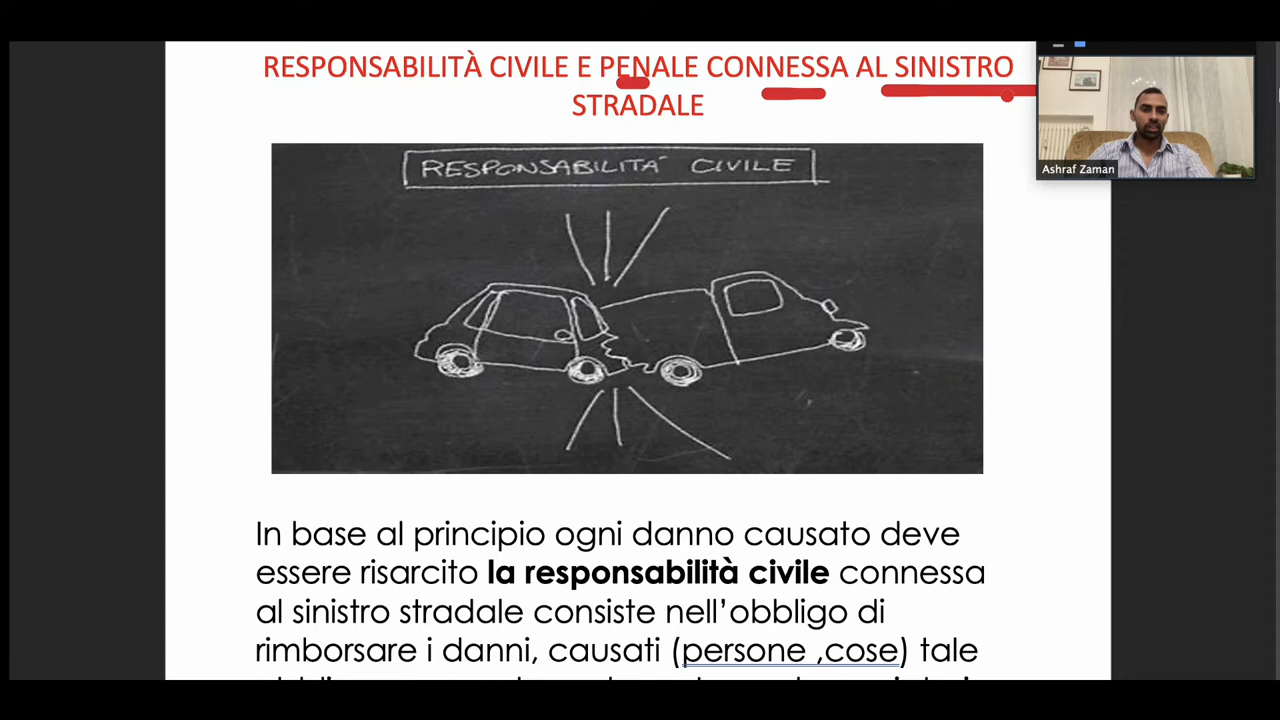 RESPONSABILITÀ CIVILE E PENALE CONNESSA AL SINISTRO
STRADALE
Ashraf Zaman
RESPONSABILITA' CIVILE
In base al principio ogni danno causato deve
essere risarcito la responsabilità civile connessa
al sinistro stradale consiste nell’obbligo di
rimborsare i danni, causati (persone ,cose) tale